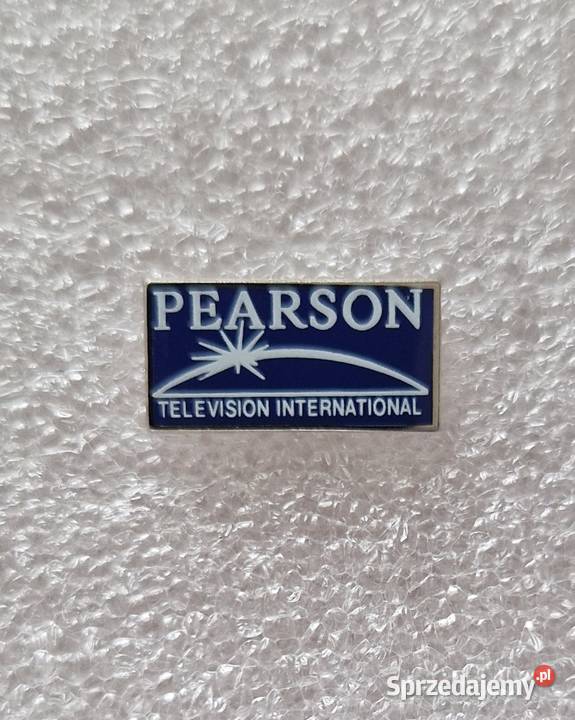 PEARSON
TELEVISION INTERNATIONAL
Sprzedajemy.pl